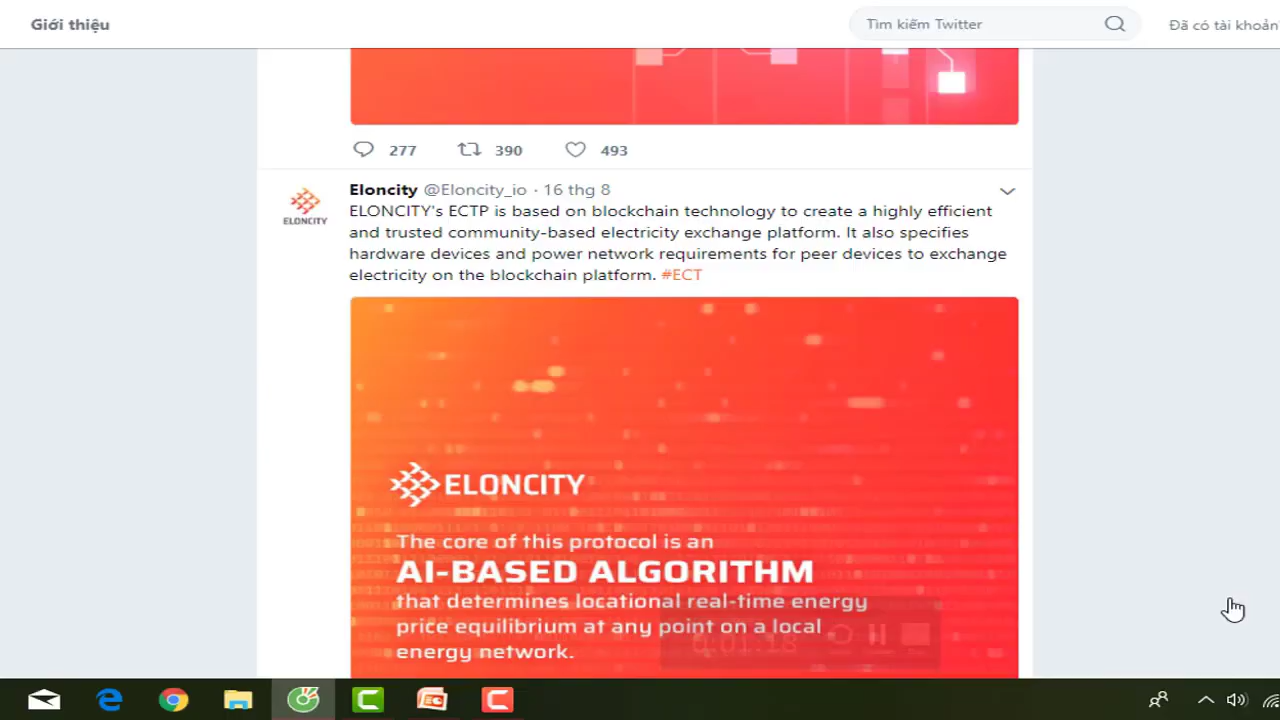 Giới thiệu
Tìm kiếm Twitter
Đã có tài khoản
277 390 493
Eloncity @Eloncity_io · 16 thg 8
ELONCITY
ELONCITY's ECTP is based on blockchain technology to create a highly efficient
and trusted community-based electricity exchange platform. It also specifies
hardware devices and power network requirements for peer devices to exchange
electricity on the blockchain platform. #ECT
ELONCITY
The core of this protocol is an
AI-BASED ALGORITHM
that determines locational real-time energy
price equilibrium at any point on a local
energy network.
0:01:18